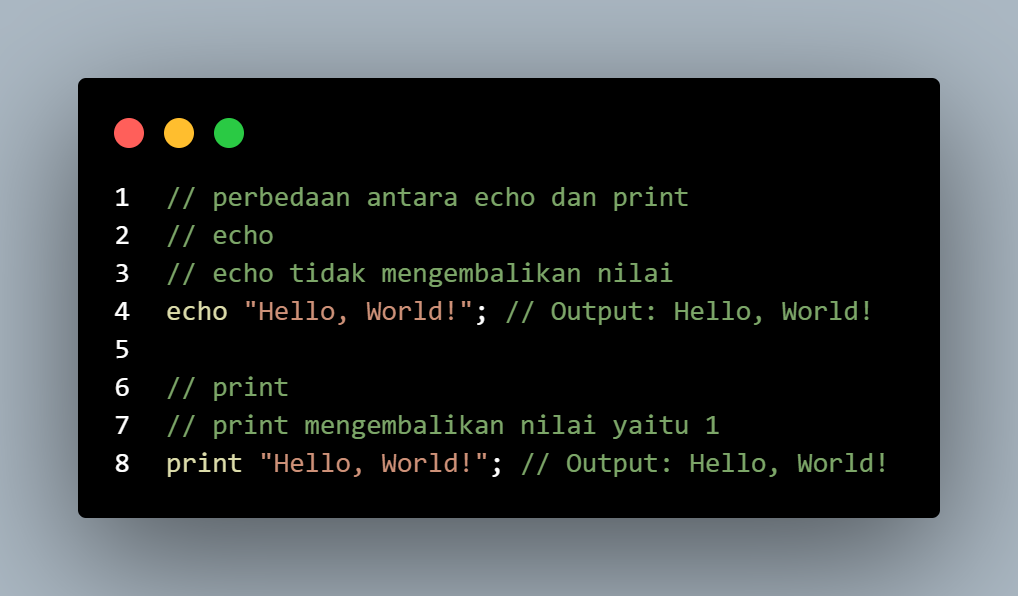 1 // perbedaan antara echo dan print
2 // echo
3 // echo tidak mengembalikan nilai
4 echo "Hello, World!"; // Output: Hello, World!
5
6 // print
7 // print mengembalikan nilai yaitu 1
8 print "Hello, World!"; // Output: Hello, World!